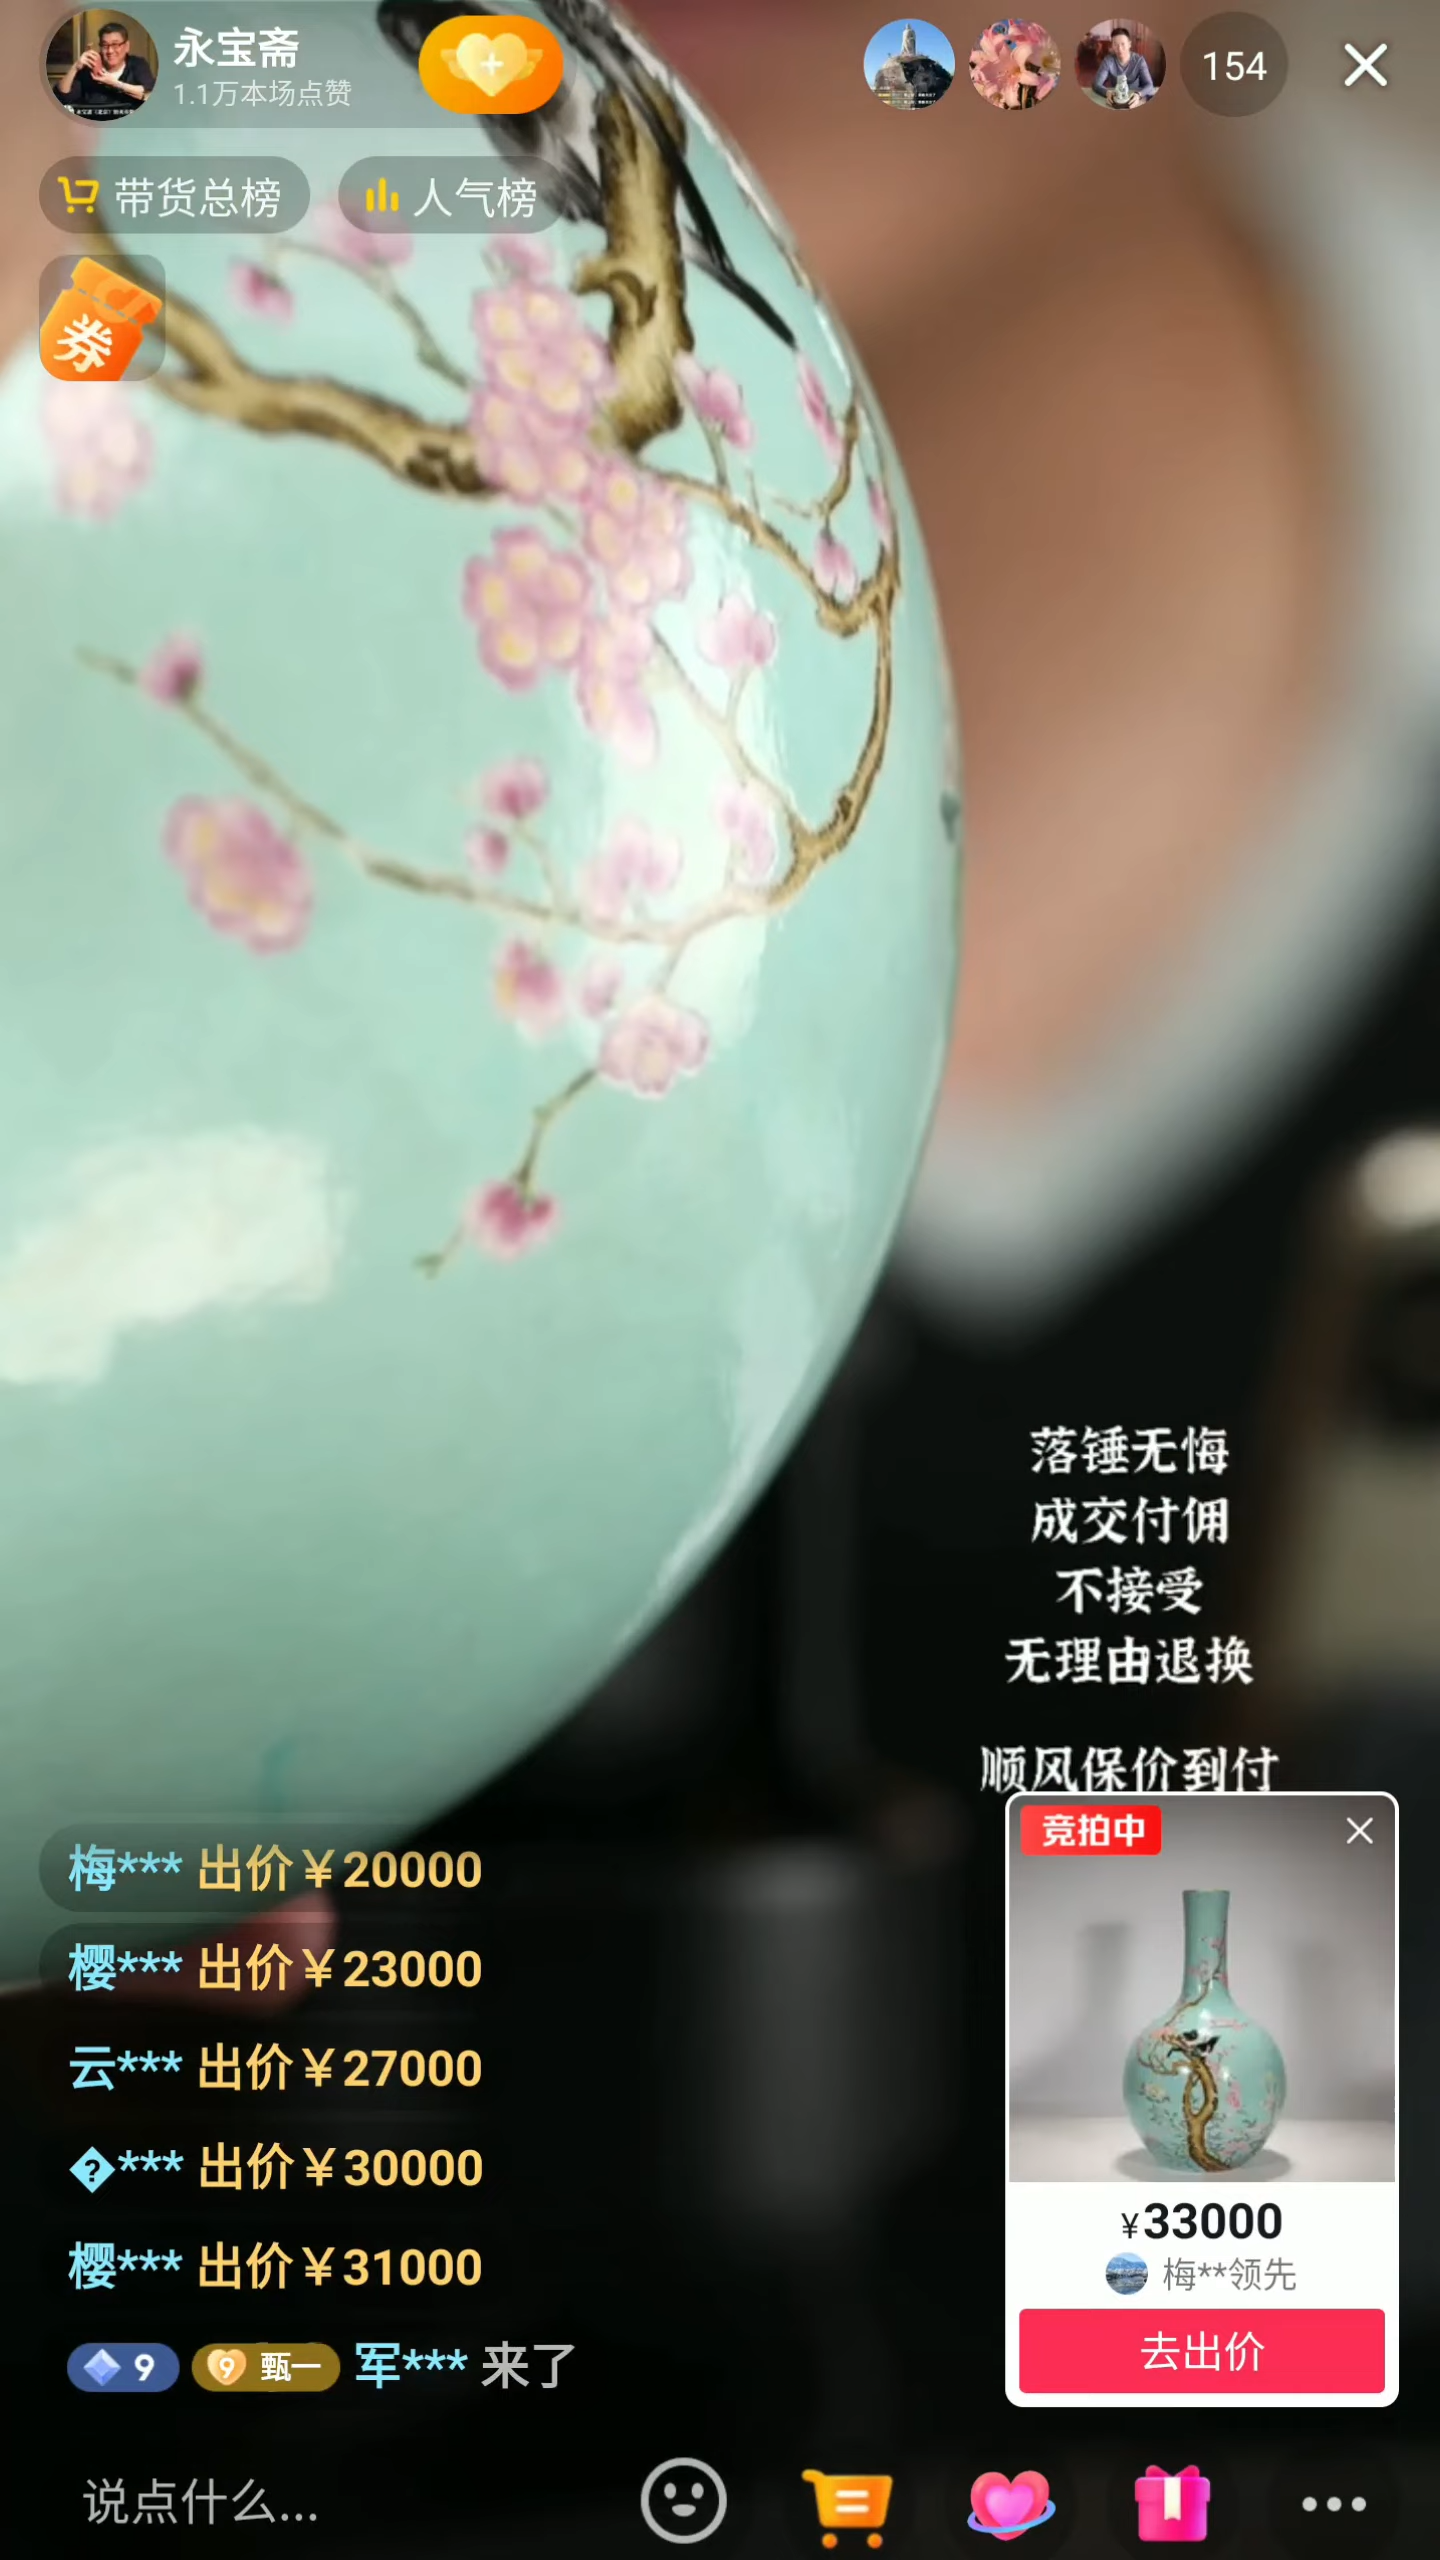 永宝斋
1.1万本场点赞
154
带货总榜
人气榜
券
落锤无悔
成交付佣
不接受
无理由退换
顺风保价到付
梅*** 出价¥20000
樱*** 出价¥23000
云*** 出价¥27000
�*** 出价¥30000
樱*** 出价¥31000
9 9 甄一 军*** 来了
竞拍中
¥33000
梅**领先
去出价
说点什么...